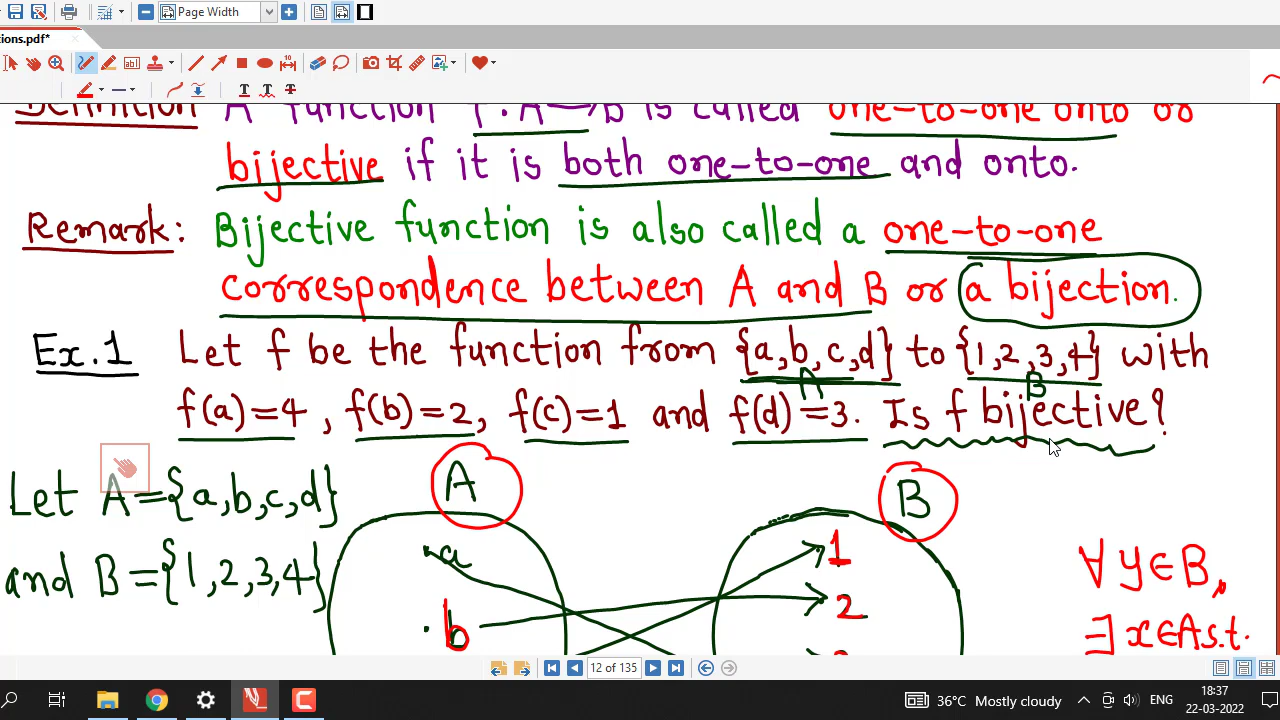 Page Width
ions.pdf*
Definition A function f: A→B is called one-to-one onto or
bijective if it is both one-to-one and onto.
Remark: Bijective function is also called a one-to-one
correspondence between A and B or a bijection.
Ex.1 Let f be the function from {a,b,c,d} to {1,2,3,4} with
A B
f(a)=4, f(b)=2, f(c)=1 and f(d)=3. Is f bijective?
Let A={a,b,c,d}
and B={1,2,3,4}
A B
.a 1
.b 2
∀ y∈B,
∃ x∈A s.t.
12 of 135
36°C Mostly cloudy
ENG
18:37
22-03-2022